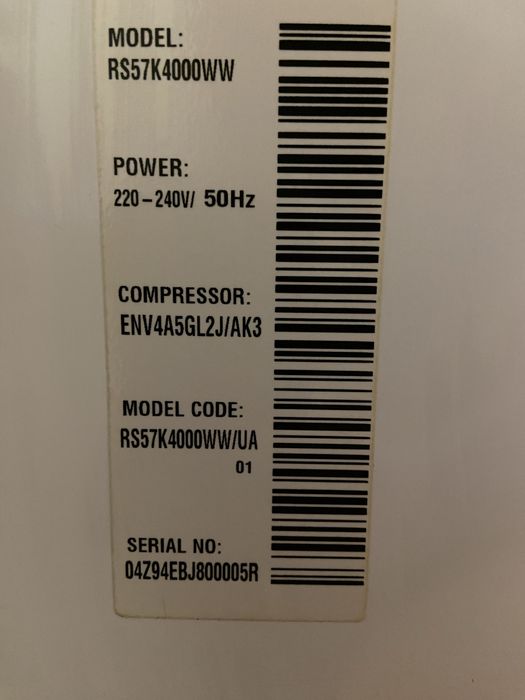 MODEL:
RS57K4000WW
POWER:
220-240V/ 50Hz
COMPRESSOR:
ENV4A5GL2J/AK3
MODEL CODE:
RS57K4000WW/UA
01
SERIAL NO:
04Z94EBJ800005R